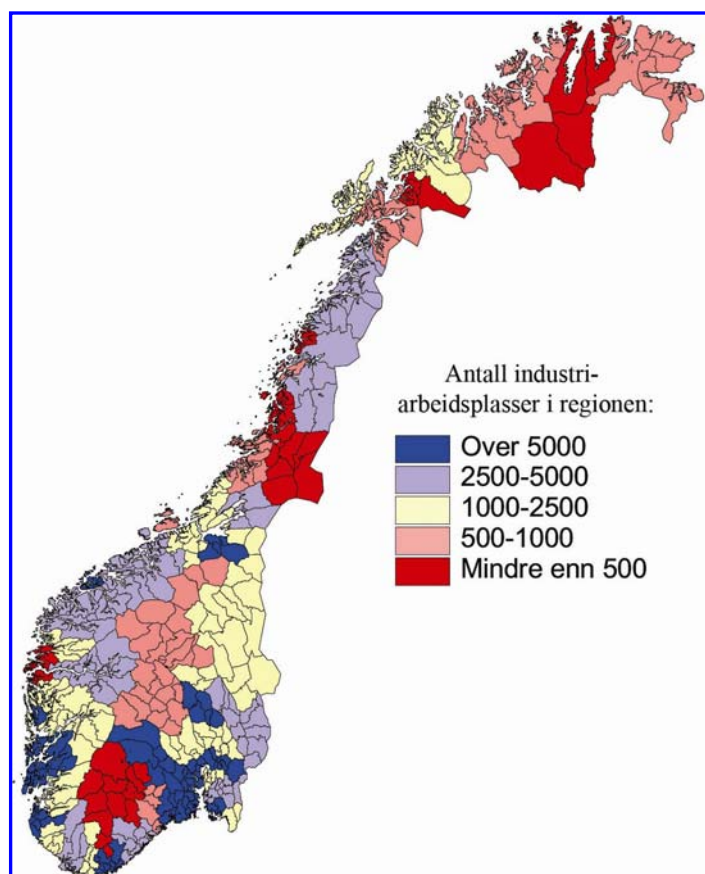 Antall industri-
arbeidsplasser i regionen:
Over 5000
2500-5000
1000-2500
500-1000
Mindre enn 500